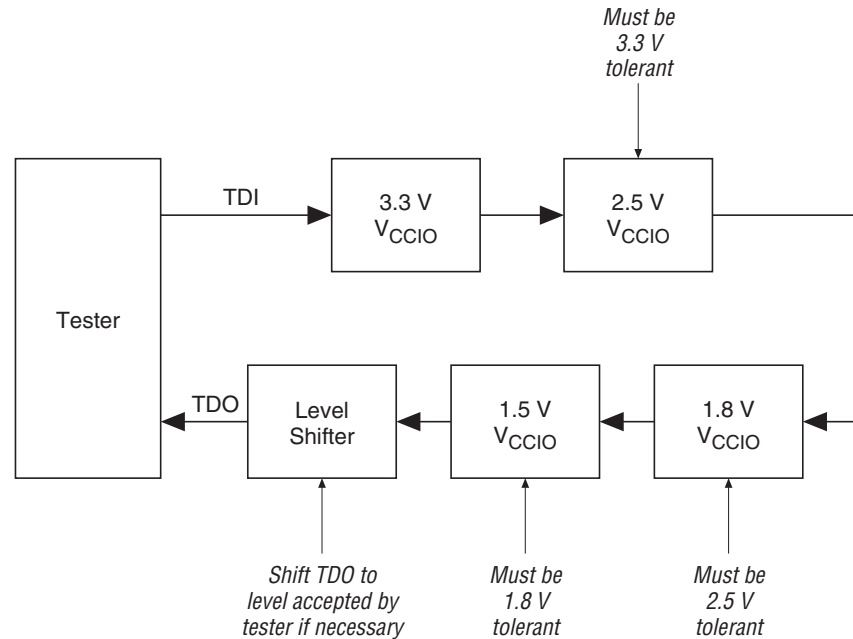 Must be
3.3 V
tolerant
TDI
3.3 V
VCCIO
2.5 V
VCCIO
Tester
TDO
Level
Shifter
1.5 V
VCCIO
1.8 V
VCCIO
Shift TDO to
level accepted by
tester if necessary
Must be
1.8 V
tolerant
Must be
2.5 V
tolerant